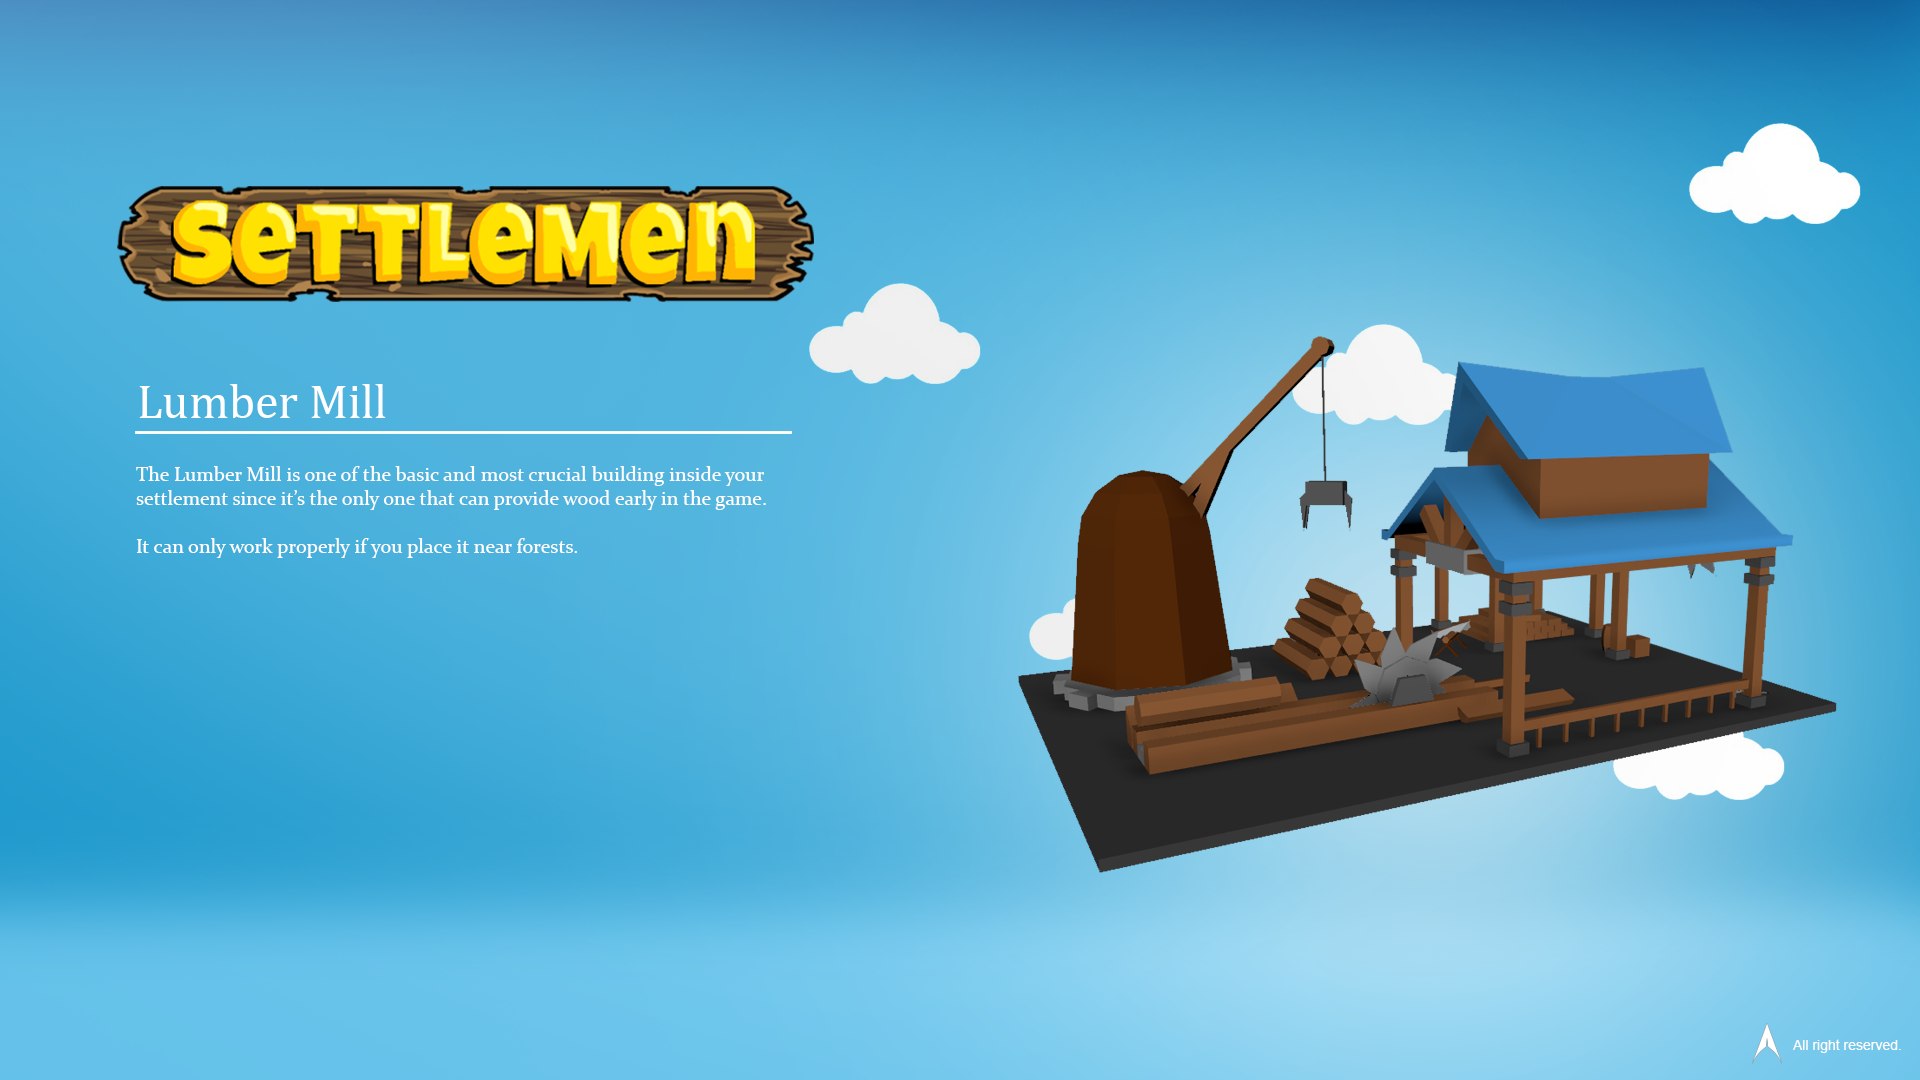 Settlemen
Lumber Mill
The Lumber Mill is one of the basic and most crucial building inside your
settlement since it’s the only one that can provide wood early in the game.
It can only work properly if you place it near forests.
All right reserved.